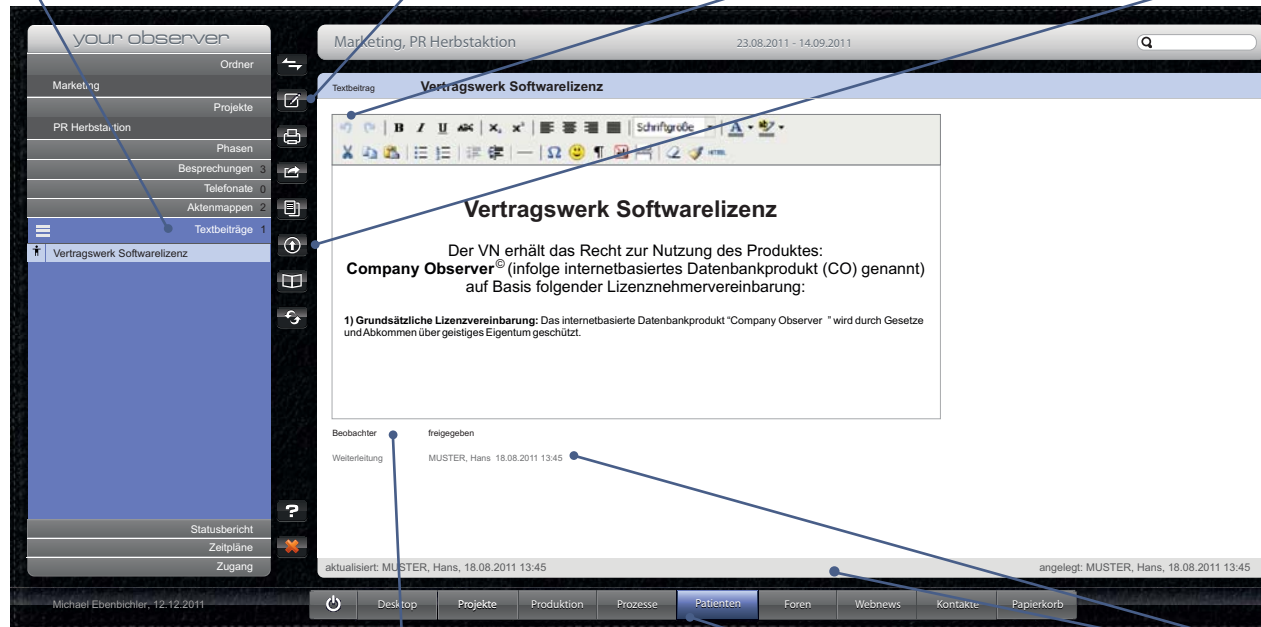 your observer
Ordner
Marketing
Projekte
PR Herbstaktion
Phasen
Besprechungen 3
Telefonate 0
Aktenmappen 2
Textbeiträge 1
Vertragswerk Softwarelizenz
Statusbericht
Zeitpläne
Zugang
Michael Ebenbichler, 12.12.2011
?
Marketing, PR Herbstaktion 23.08.2011 - 14.09.2011
Textbeitrag Vertragswerk Softwarelizenz
B I U ABC X₂ x² Schriftgröße A ab
Ω ¶ HTML
Vertragswerk Softwarelizenz
Der VN erhält das Recht zur Nutzung des Produktes:
Company Observer© (infolge internetbasiertes Datenbankprodukt (CO) genannt)
auf Basis folgender Lizenznehmervereinbarung:
1) Grundsätzliche Lizenzvereinbarung: Das internetbasierte Datenbankprodukt “Company Observer ” wird durch Gesetze
und Abkommen über geistiges Eigentum geschützt.
Beobachter freigegeben
Weiterleitung MUSTER, Hans 18.08.2011 13:45
aktualisiert: MUSTER, Hans, 18.08.2011 13:45 angelegt: MUSTER, Hans, 18.08.2011 13:45
Desktop Projekte Produktion Prozesse Patienten Foren Webnews Kontakte Papierkorb